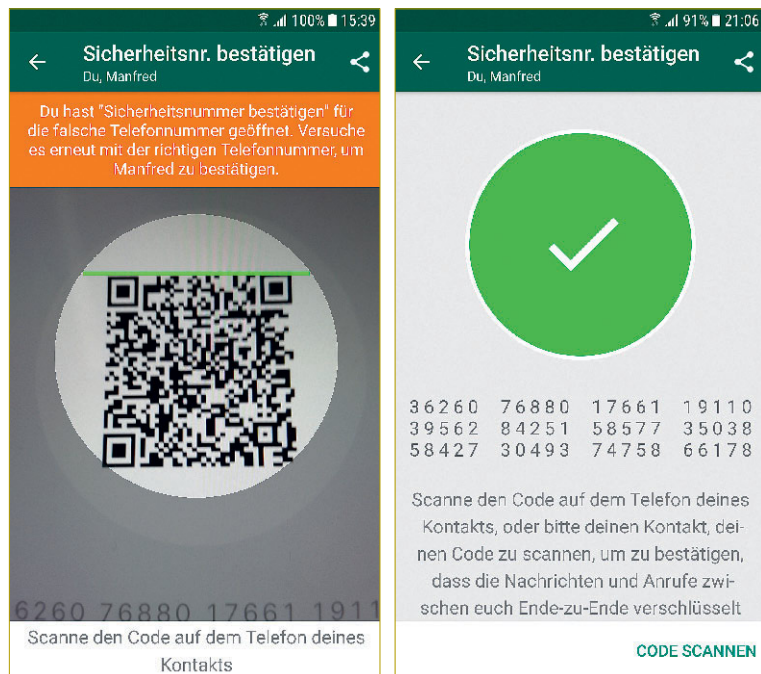 100% 15:39
Sicherheitsnr. bestätigen
Du, Manfred
Du hast "Sicherheitsnummer bestätigen" für
die falsche Telefonnummer geöffnet. Versuche
es erneut mit der richtigen Telefonnummer, um
Manfred zu bestätigen.
6260 76880 17661 1911
Scanne den Code auf dem Telefon deines
Kontakts
91% 21:06
Sicherheitsnr. bestätigen
Du, Manfred
36260 76880 17661 19110
39562 84251 58577 35038
58427 30493 74758 66178
Scanne den Code auf dem Telefon deines
Kontakts, oder bitte deinen Kontakt, dei-
nen Code zu scannen, um zu bestätigen,
dass die Nachrichten und Anrufe zwi-
schen euch Ende-zu-Ende verschlüsselt
CODE SCANNEN